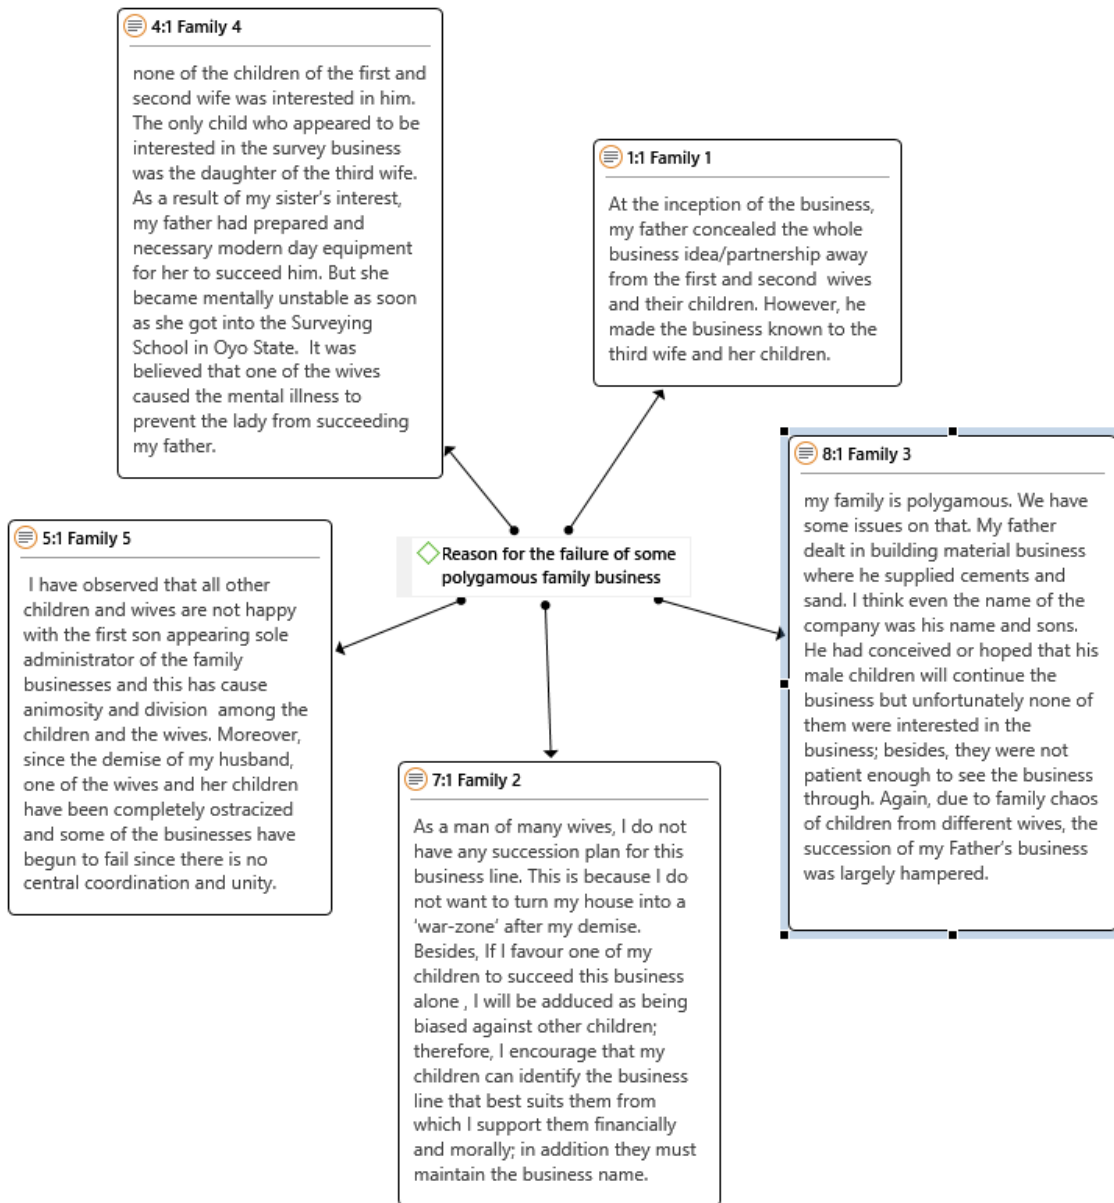 4:1 Family 4
none of the children of the first and
second wife was interested in him.
The only child who appeared to be
interested in the survey business
was the daughter of the third wife.
As a result of my sister's interest,
my father had prepared and
necessary modern day equipment
for her to succeed him. But she
became mentally unstable as soon
as she got into the Surveying
School in Oyo State. It was
believed that one of the wives
caused the mental illness to
prevent the lady from succeeding
my father.
1:1 Family 1
At the inception of the business,
my father concealed the whole
business idea/partnership away
from the first and second wives
and their children. However, he
made the business known to the
third wife and her children.
8:1 Family 3
my family is polygamous. We have
some issues on that. My father
dealt in building material business
where he supplied cements and
sand. I think even the name of the
company was his name and sons.
He had conceived or hoped that his
male children will continue the
business but unfortunately none of
them were interested in the
business; besides, they were not
patient enough to see the business
through. Again, due to family chaos
of children from different wives, the
succession of my Father's business
was largely hampered.
Reason for the failure of some
polygamous family business
5:1 Family 5
I have observed that all other
children and wives are not happy
with the first son appearing sole
administrator of the family
businesses and this has cause
animosity and division among the
children and the wives. Moreover,
since the demise of my husband,
one of the wives and her children
have been completely ostracized
and some of the businesses have
begun to fail since there is no
central coordination and unity.
7:1 Family 2
As a man of many wives, I do not
have any succession plan for this
business line. This is because I do
not want to turn my house into a
'war-zone' after my demise.
Besides, If I favour one of my
children to succeed this business
alone , I will be adduced as being
biased against other children;
therefore, I encourage that my
children can identify the business
line that best suits them from
which I support them financially
and morally; in addition they must
maintain the business name.